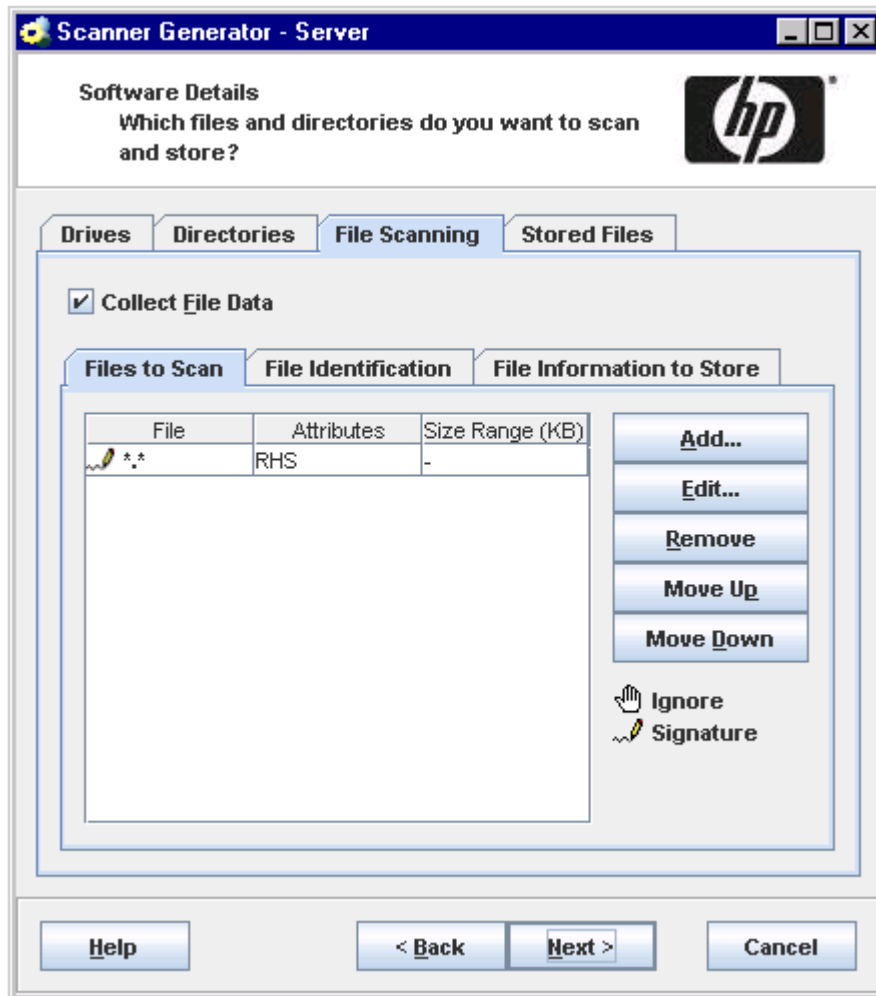 Scanner Generator - Server
Software Details
Which files and directories do you want to scan
and store?
hp
Drives Directories File Scanning Stored Files
Collect File Data
Files to Scan File Identification File Information to Store
File Attributes Size Range (KB)
*.* RHS -
Add...
Edit...
Remove
Move Up
Move Down
Ignore
Signature
Help < Back Next > Cancel